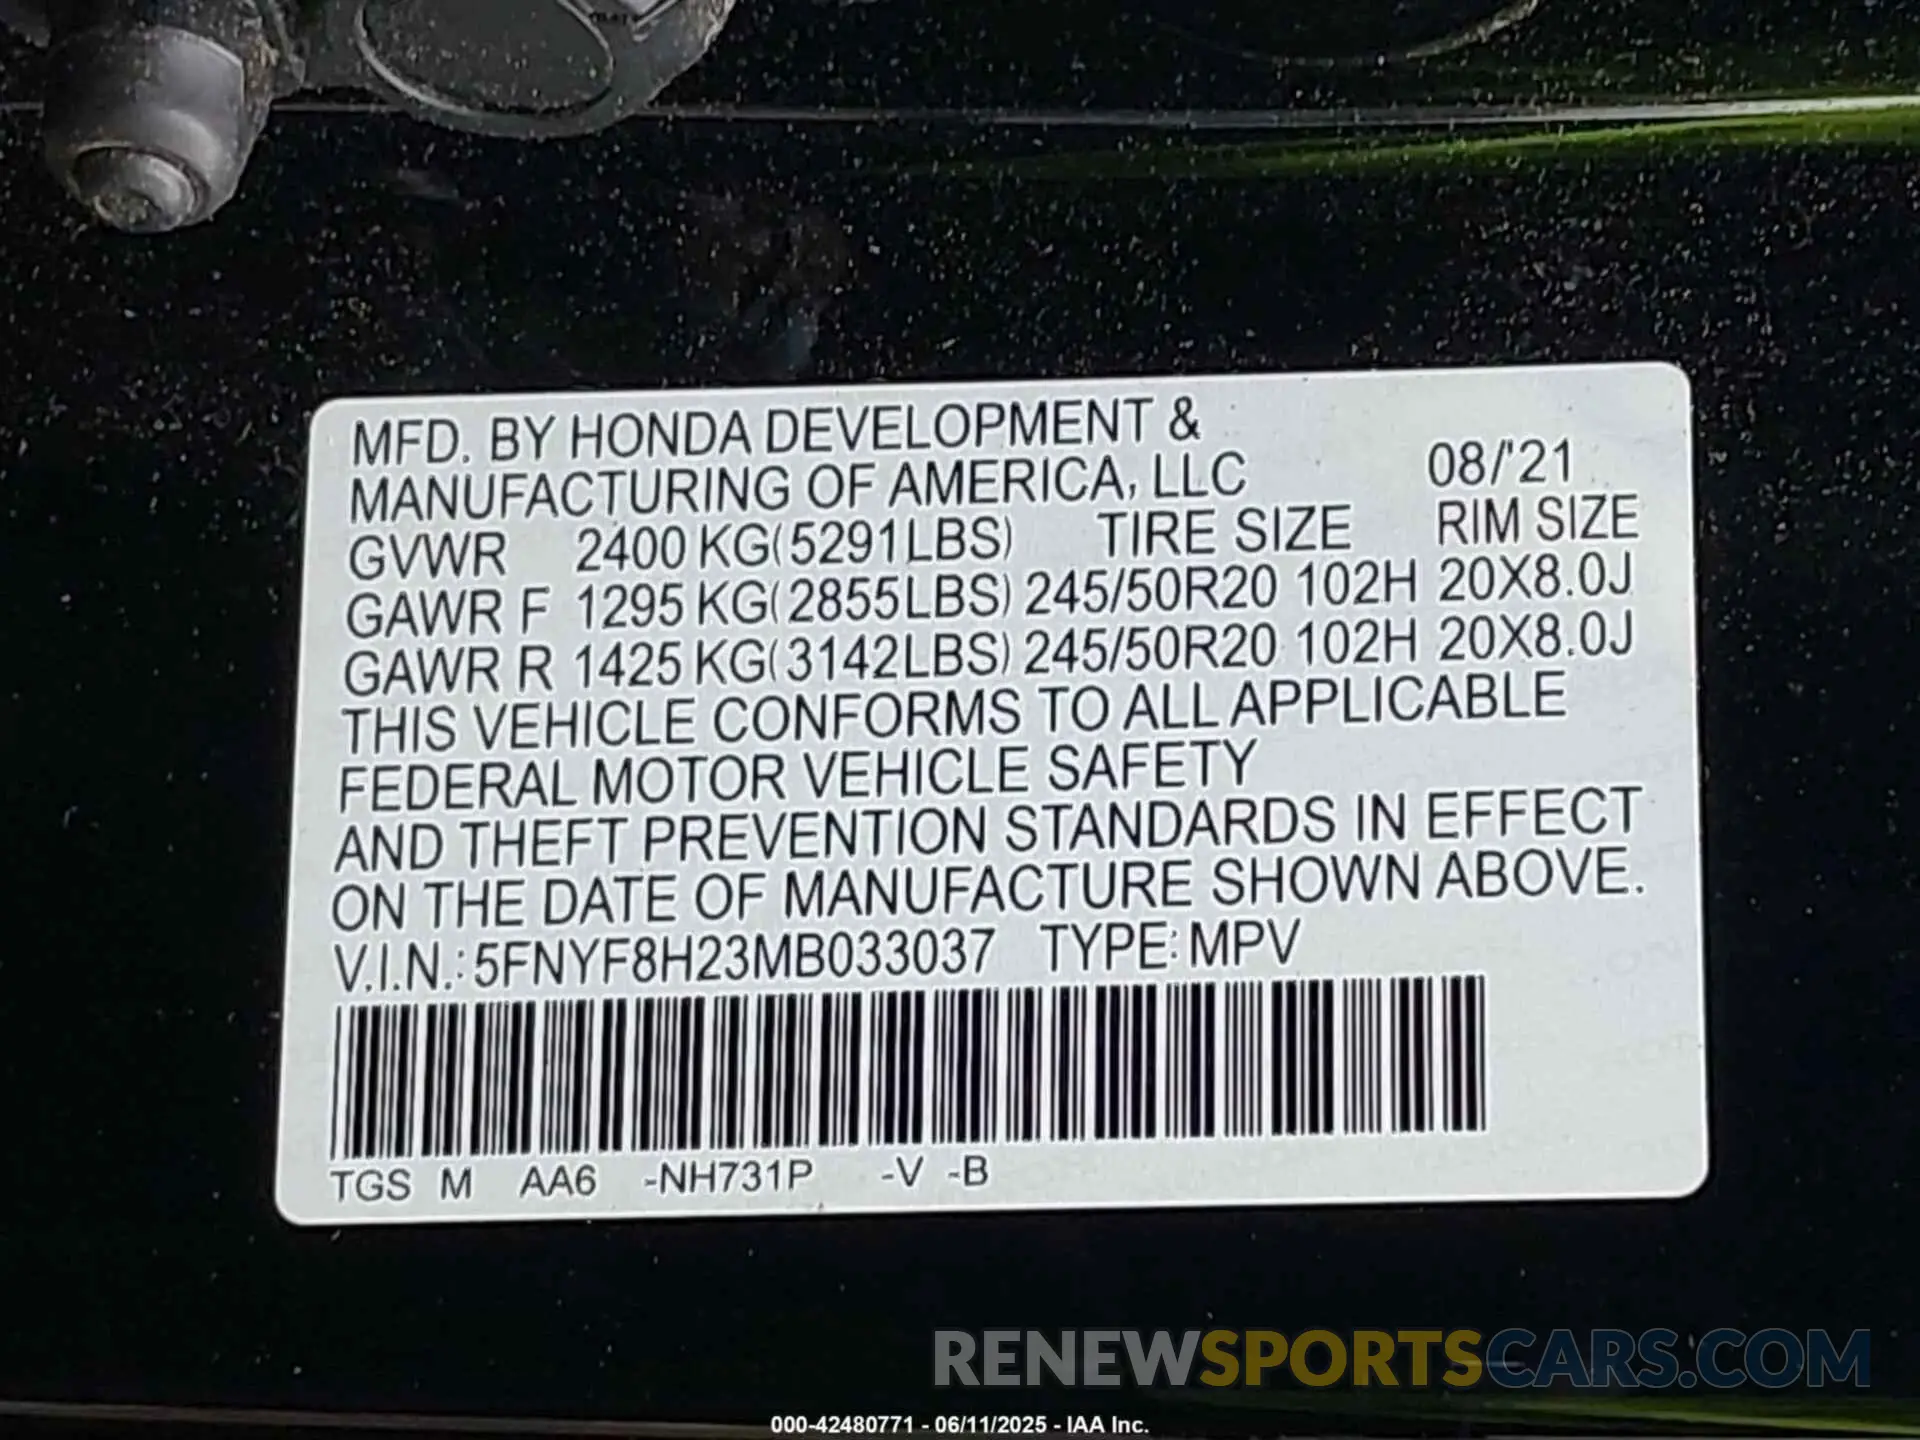 MFD. BY HONDA DEVELOPMENT &
MANUFACTURING OF AMERICA, LLC 08/'21
GVWR 2400 KG(5291LBS) TIRE SIZE RIM SIZE
GAWR F 1295 KG(2855LBS) 245/50R20 102H 20X8.0J
GAWR R 1425 KG(3142LBS) 245/50R20 102H 20X8.0J
THIS VEHICLE CONFORMS TO ALL APPLICABLE
FEDERAL MOTOR VEHICLE SAFETY
AND THEFT PREVENTION STANDARDS IN EFFECT
ON THE DATE OF MANUFACTURE SHOWN ABOVE.
V.I.N.: 5FNYF8H23MB033037 TYPE: MPV
TGS M AA6 -NH731P -V -B
RENEWSPORTSCARS.COM
000-42480771 - 06/11/2025 - IAA Inc.